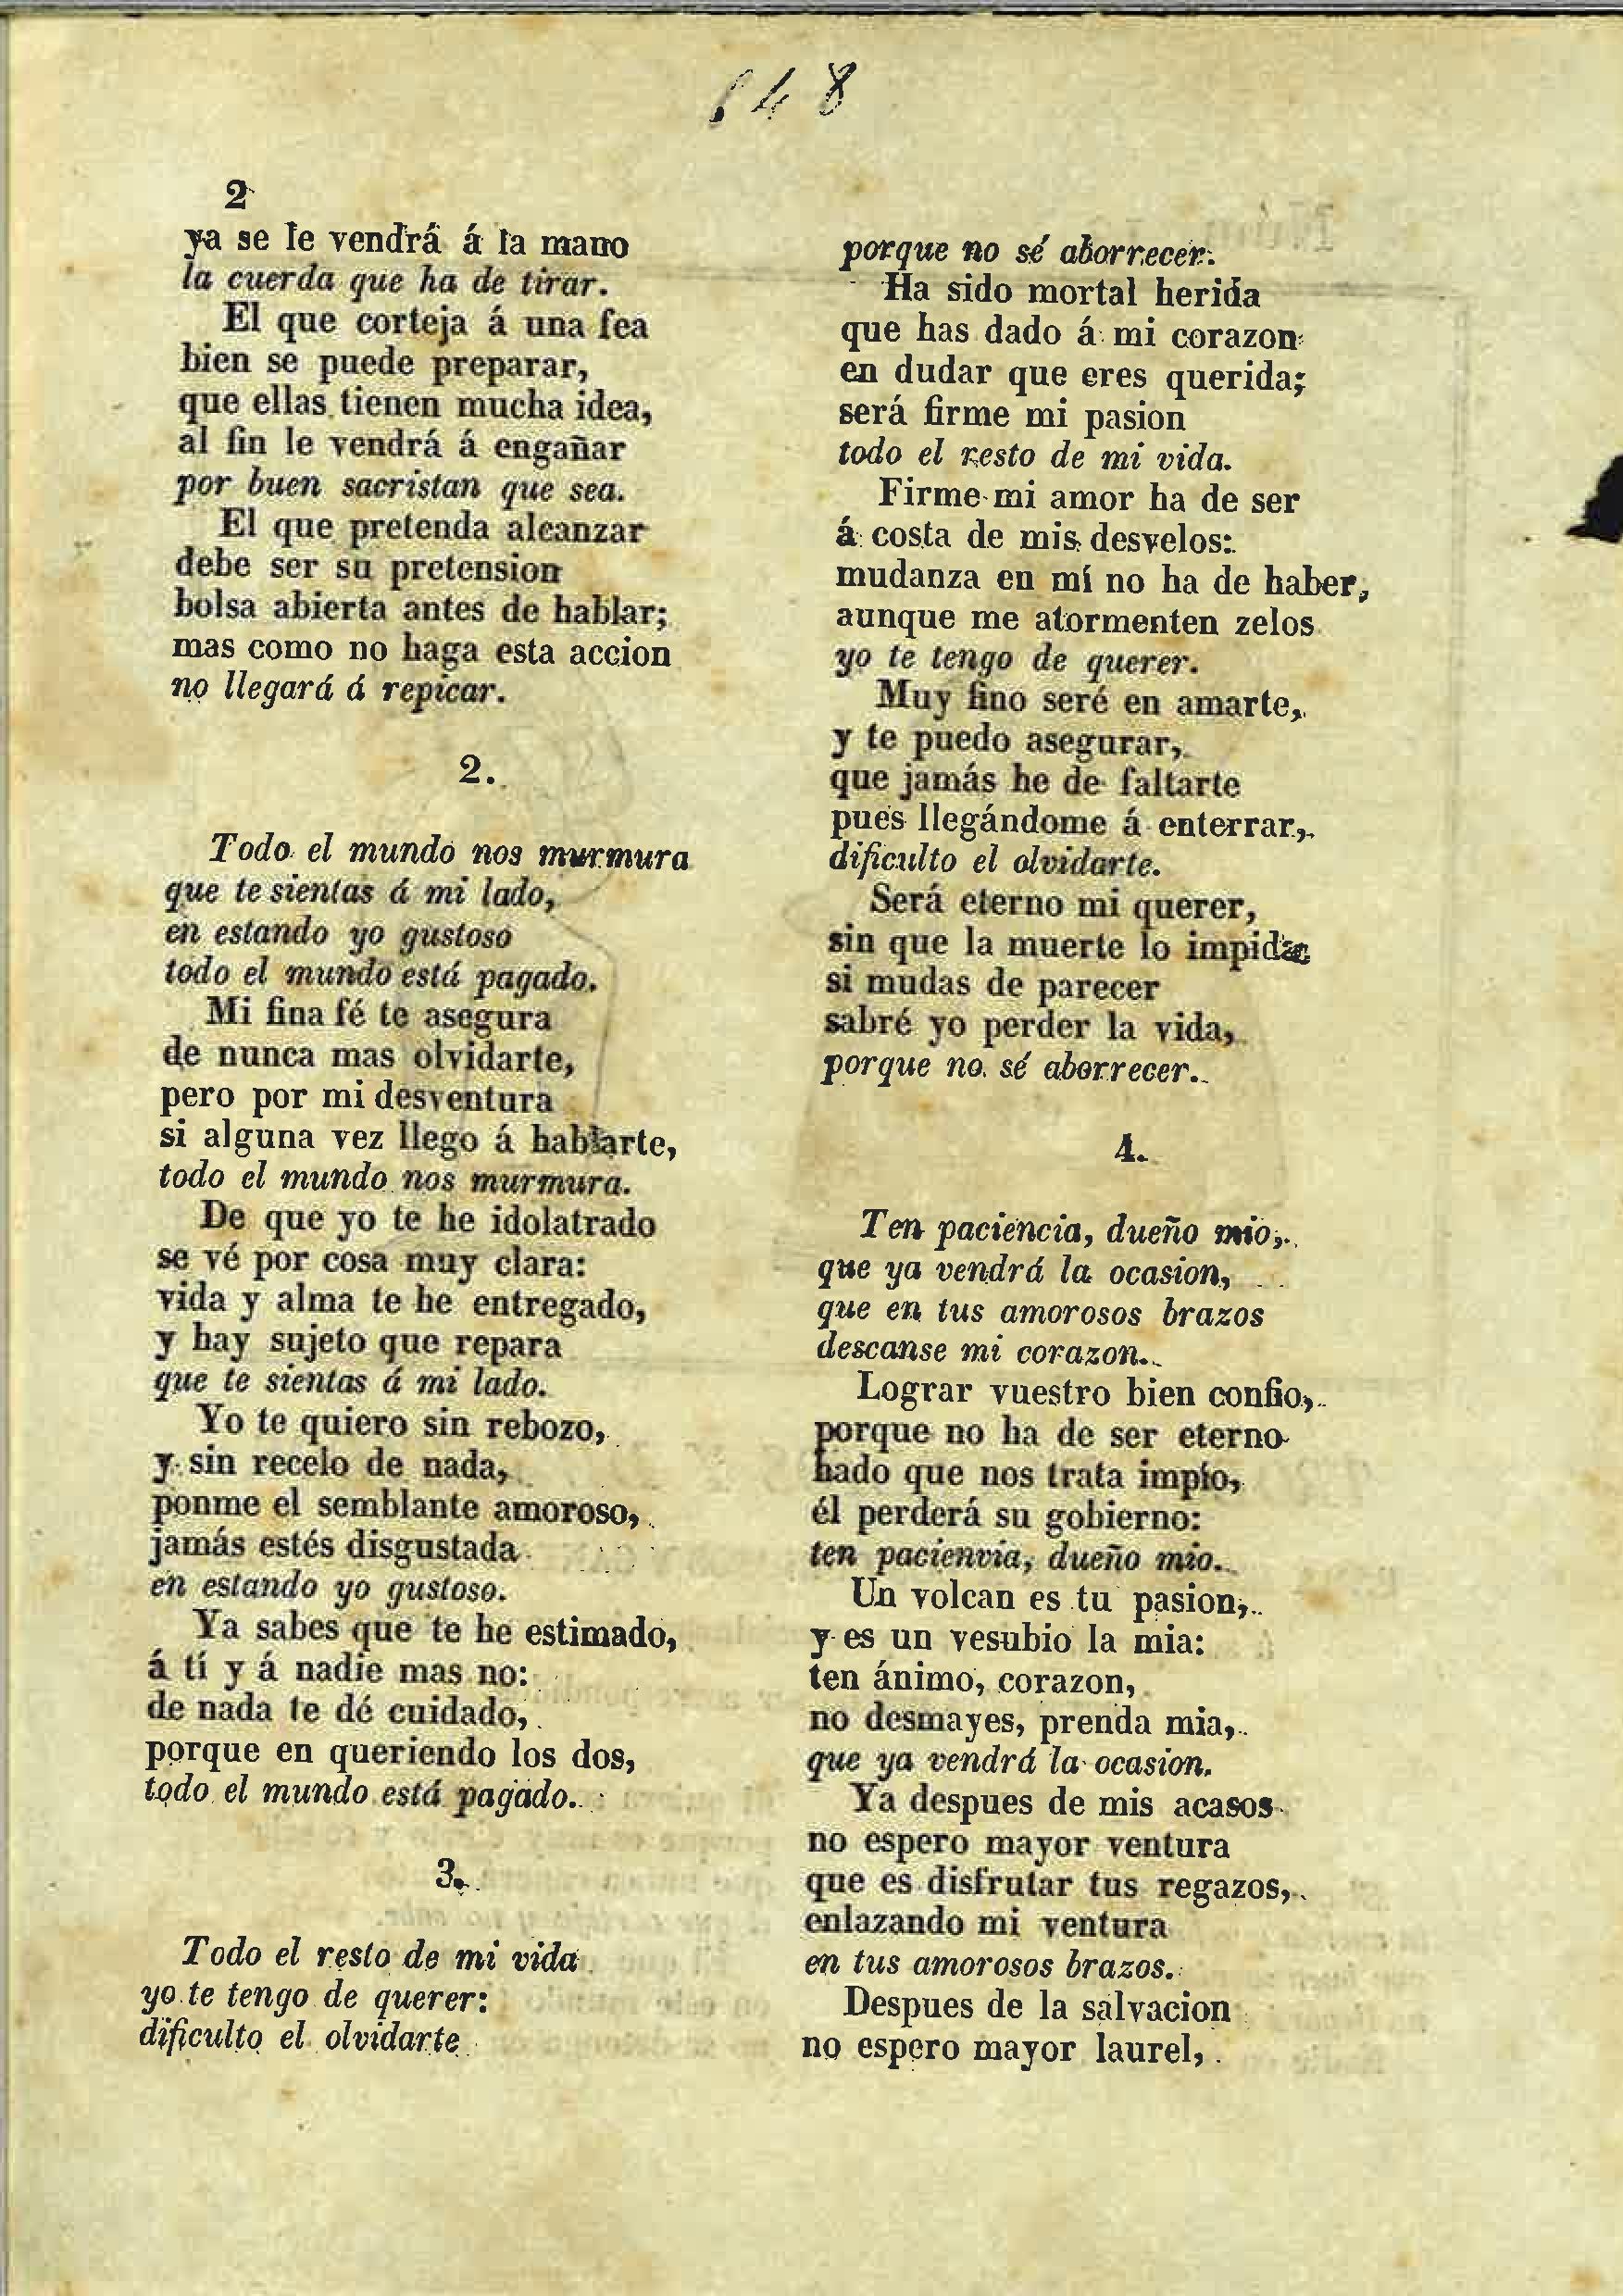 148
2
ya se le vendrá á la mano
la cuerda que ha de tirar.
El que corteja á una fea
bien se puede preparar,
que ellas tienen mucha idea,
al fin le vendrá á engañar
por buen sacristan que sea.
El que pretenda alcanzar
debe ser su pretension
bolsa abierta antes de hablar;
mas como no haga esta accion
no llegará á repicar.
2.
Todo el mundo nos murmura
que te sientas á mi lado,
en estando yo gustoso
todo el mundo está pagado.
Mi fina fé te asegura
de nunca mas olvidarte,
pero por mi desventura
si alguna vez llego á hablarte,
todo el mundo nos murmura.
De que yo te he idolatrado
se vé por cosa muy clara:
vida y alma te he entregado,
y hay sujeto que repara
que te sientas á mi lado.
Yo te quiero sin rebozo,
y sin recelo de nada,
ponme el semblante amoroso,
jamás estés disgustada
en estando yo gustoso.
Ya sabes que te he estimado,
á tí y á nadie mas no:
de nada te dé cuidado,
porque en queriendo los dos,
todo el mundo está pagado.
3.
Todo el resto de mi vida
yo te tengo de querer:
dificulto el olvidarte
porque no sé aborrecer.
Ha sido mortal herida
que has dado á mi corazon
en dudar que eres querida;
será firme mi pasion
todo el resto de mi vida.
Firme mi amor ha de ser
á costa de mis desvelos:
mudanza en mí no ha de haber,
aunque me atormenten zelos
yo te tengo de querer.
Muy fino seré en amarte,
y te puedo asegurar,
que jamás he de faltarte
pues llegándome á enterrar,
dificulto el olvidarte.
Será eterno mi querer,
sin que la muerte lo impida
si mudas de parecer
sabré yo perder la vida,
porque no sé aborrecer.
4.
Ten paciencia, dueño mio,
que ya vendrá la ocasion,
que en tus amorosos brazos
descanse mi corazon.
Lograr vuestro bien confio,
porque no ha de ser eterno
hado que nos trata impío,
él perderá su gobierno:
ten pacienvia, dueño mio.
Un volcan es tu pasion,
y es un vesubio la mia:
ten ánimo, corazon,
no desmayes, prenda mia,
que ya vendrá la ocasion.
Ya despues de mis acasos
no espero mayor ventura
que es disfrutar tus regazos,
enlazando mi ventura
en tus amorosos brazos.
Despues de la salvacion
no espero mayor laurel,